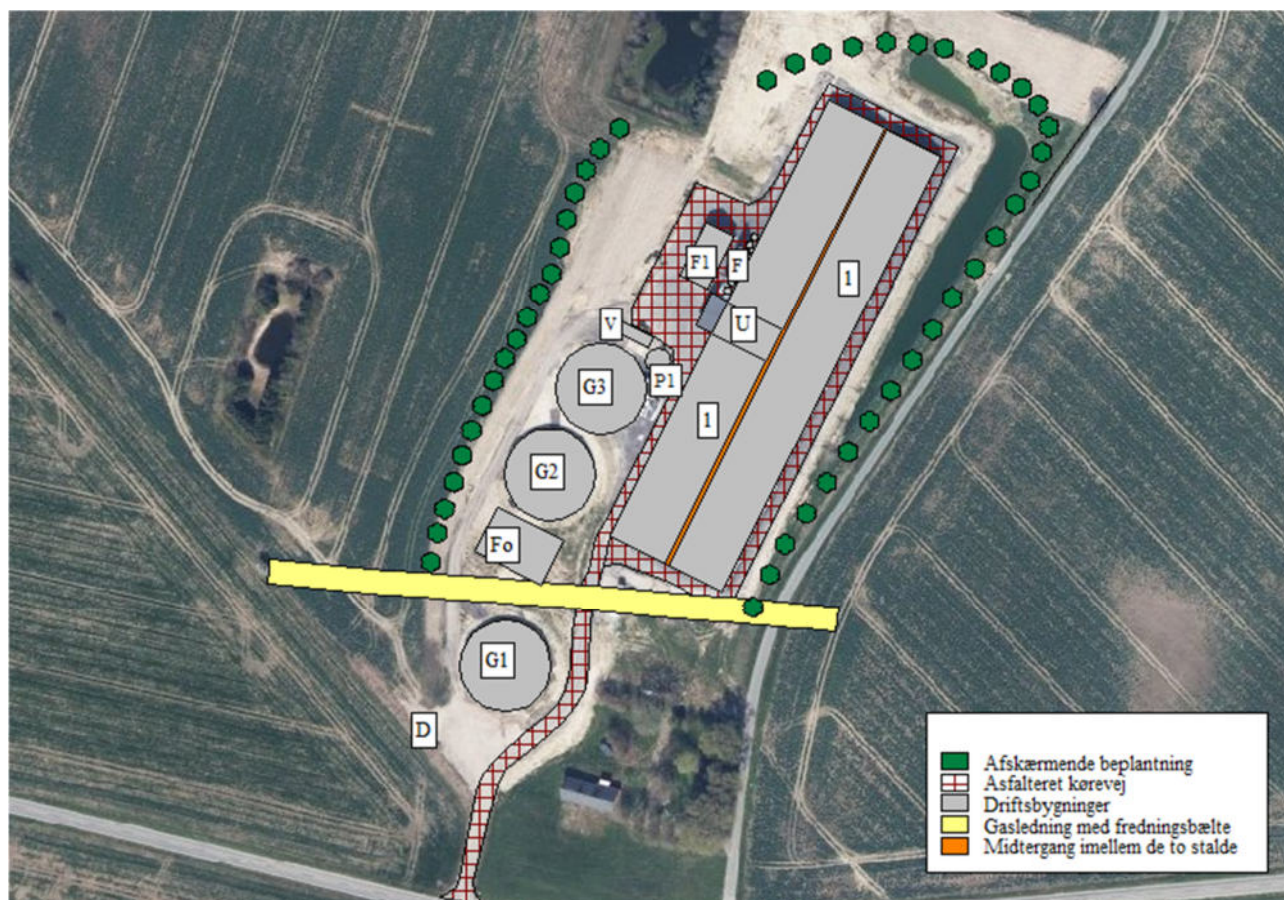 F1
F
1
V
U
G3
P1
1
G2
Fo
G1
D
Afskærmende beplantning
Asfalteret kørevej
Driftsbygninger
Gasledning med fredningsbælte
Midtergang imellem de to stalde